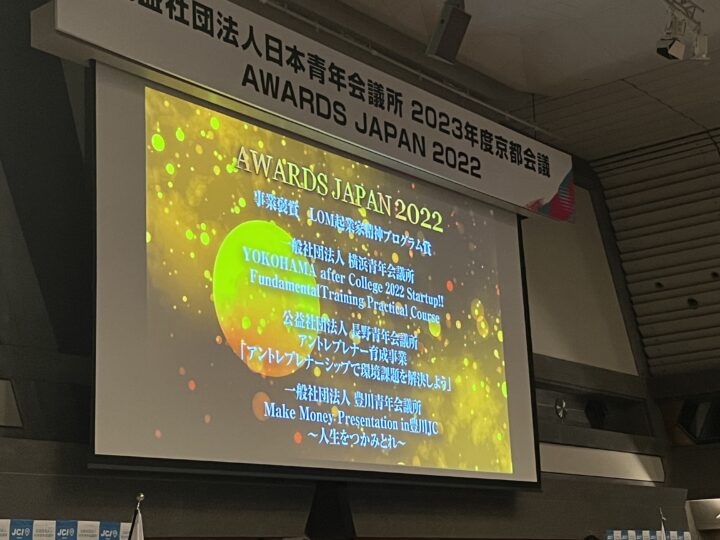 益社団法人日本青年会議所 2023年度京都会議
AWARDS JAPAN 2022
AWARDS JAPAN 2022
事業褒賞 LOM起業家精神プログラム賞
一般社団法人 横浜青年会議所
YOKOHAMA after College 2022 Startup!!
FundamentalTraining Practical Course
公益社団法人 長野青年会議所
アントレプレナー育成事業
「アントレプレナーシップで環境課題を解決しよう」
一般社団法人 豊川青年会議所
Make Money Presentation in豊川JC
～人生をつかみとれ～
JCI
JCI